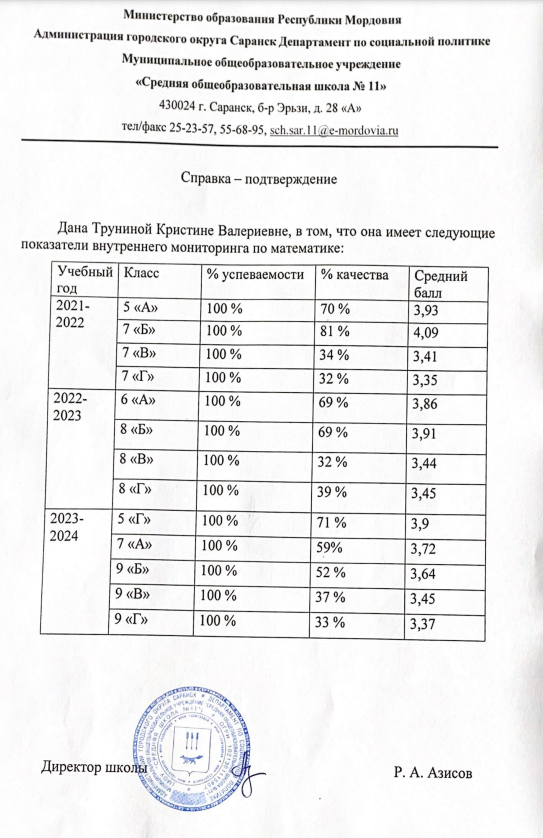 Министерство образования Республики Мордовия
Администрация городского округа Саранск Департамент по социальной политике
Муниципальное общеобразовательное учреждение
«Средняя общеобразовательная школа № 11»
430024 г. Саранск, б-р Эрьзи, д. 28 «А»
тел/факс 25-23-57, 55-68-95, sch.sar.11@e-mordovia.ru
Справка – подтверждение
Дана Труниной Кристине Валериевне, в том, что она имеет следующие
показатели внутреннего мониторинга по математике:
Учебный год Класс % успеваемости % качества Средний балл
2021-2022 5 «А» 100 % 70 % 3,93
7 «Б» 100 % 81 % 4,09
7 «В» 100 % 34 % 3,41
7 «Г» 100 % 32 % 3,35
2022-2023 6 «А» 100 % 69 % 3,86
8 «Б» 100 % 69 % 3,91
8 «В» 100 % 32 % 3,44
8 «Г» 100 % 39 % 3,45
2023-2024 5 «Г» 100 % 71 % 3,9
7 «А» 100 % 59% 3,72
9 «Б» 100 % 52 % 3,64
9 «В» 100 % 37 % 3,45
9 «Г» 100 % 33 % 3,37
Директор школы Р. А. Азисов